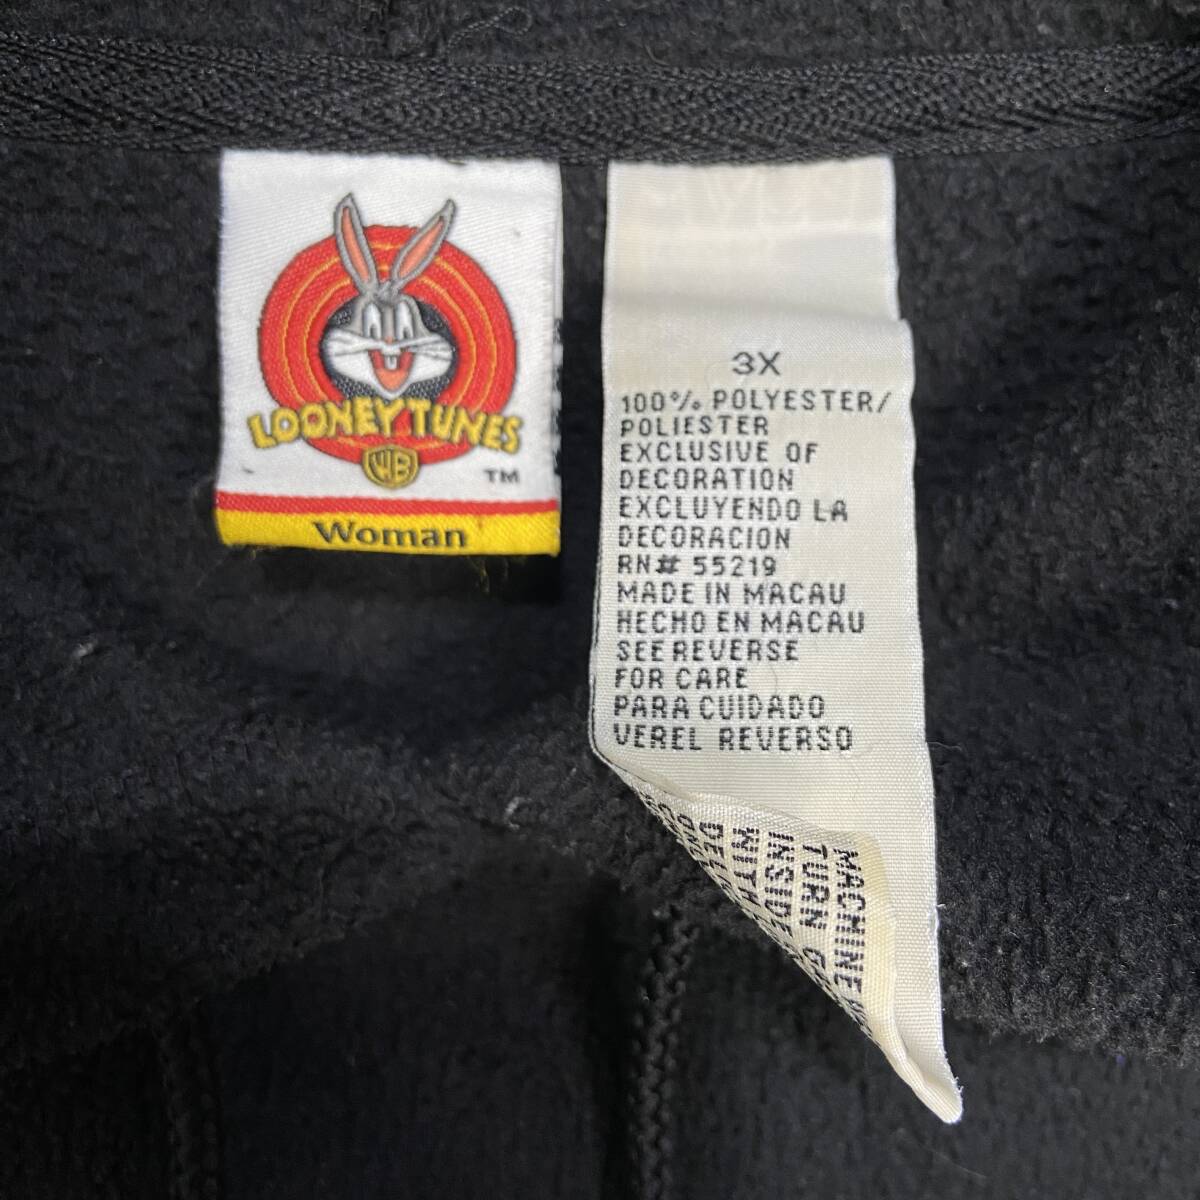 LOONEY TUNES
WB
TM
Woman
3X
100% POLYESTER/
POLIESTER
EXCLUSIVE OF
DECORATION
EXCLUYENDO LA
DECORACION
RN# 55219
MADE IN MACAU
HECHO EN MACAU
SEE REVERSE
FOR CARE
PARA CUIDADO
VEREL REVERSO
MACHINE
TURN
WITH